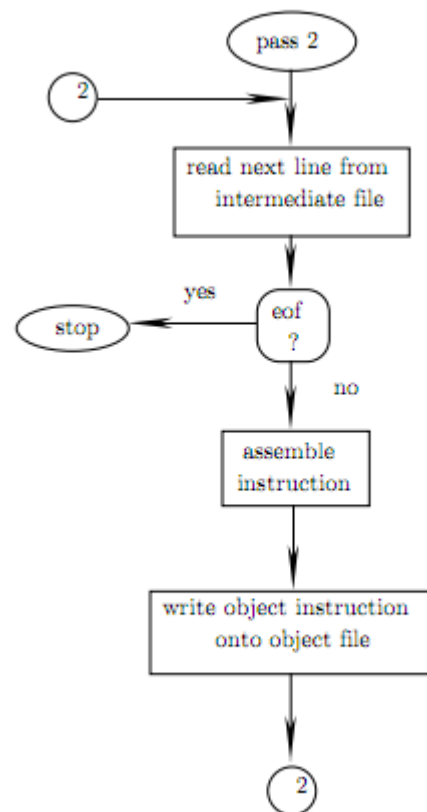 pass 2
2
read next line from
intermediate file
yes
eof
?
stop
no
assemble
instruction
write object instruction
onto object file
2